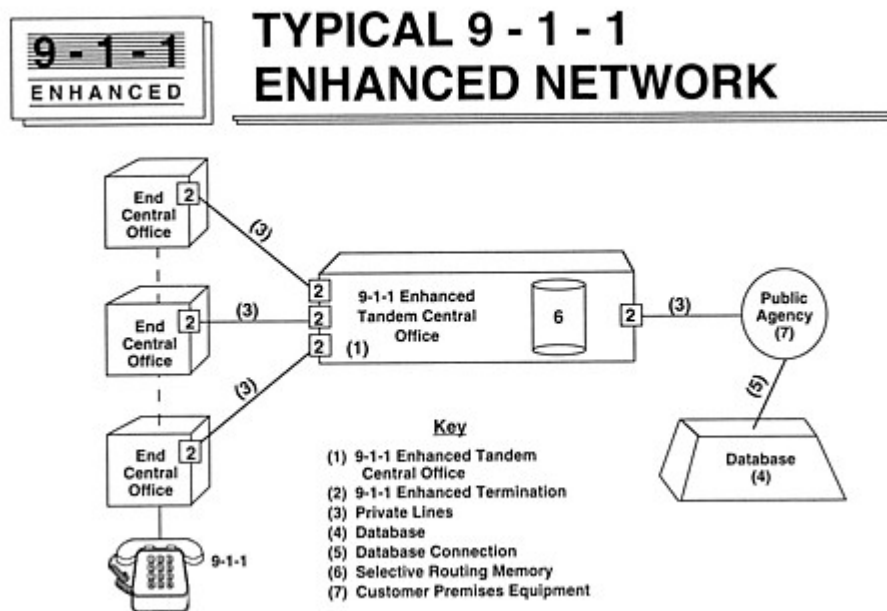 9 - 1 - 1
ENHANCED
TYPICAL 9 - 1 - 1
ENHANCED NETWORK
End
Central
Office
2
(3)
End
Central
Office
2
(3)
End
Central
Office
2
(3)
9-1-1
2
2
2
9-1-1 Enhanced
Tandem Central
Office
(1)
6
2
(3)
Public
Agency
(7)
(5)
Database
(4)
Key
(1) 9-1-1 Enhanced Tandem
Central Office
(2) 9-1-1 Enhanced Termination
(3) Private Lines
(4) Database
(5) Database Connection
(6) Selective Routing Memory
(7) Customer Premises Equipment